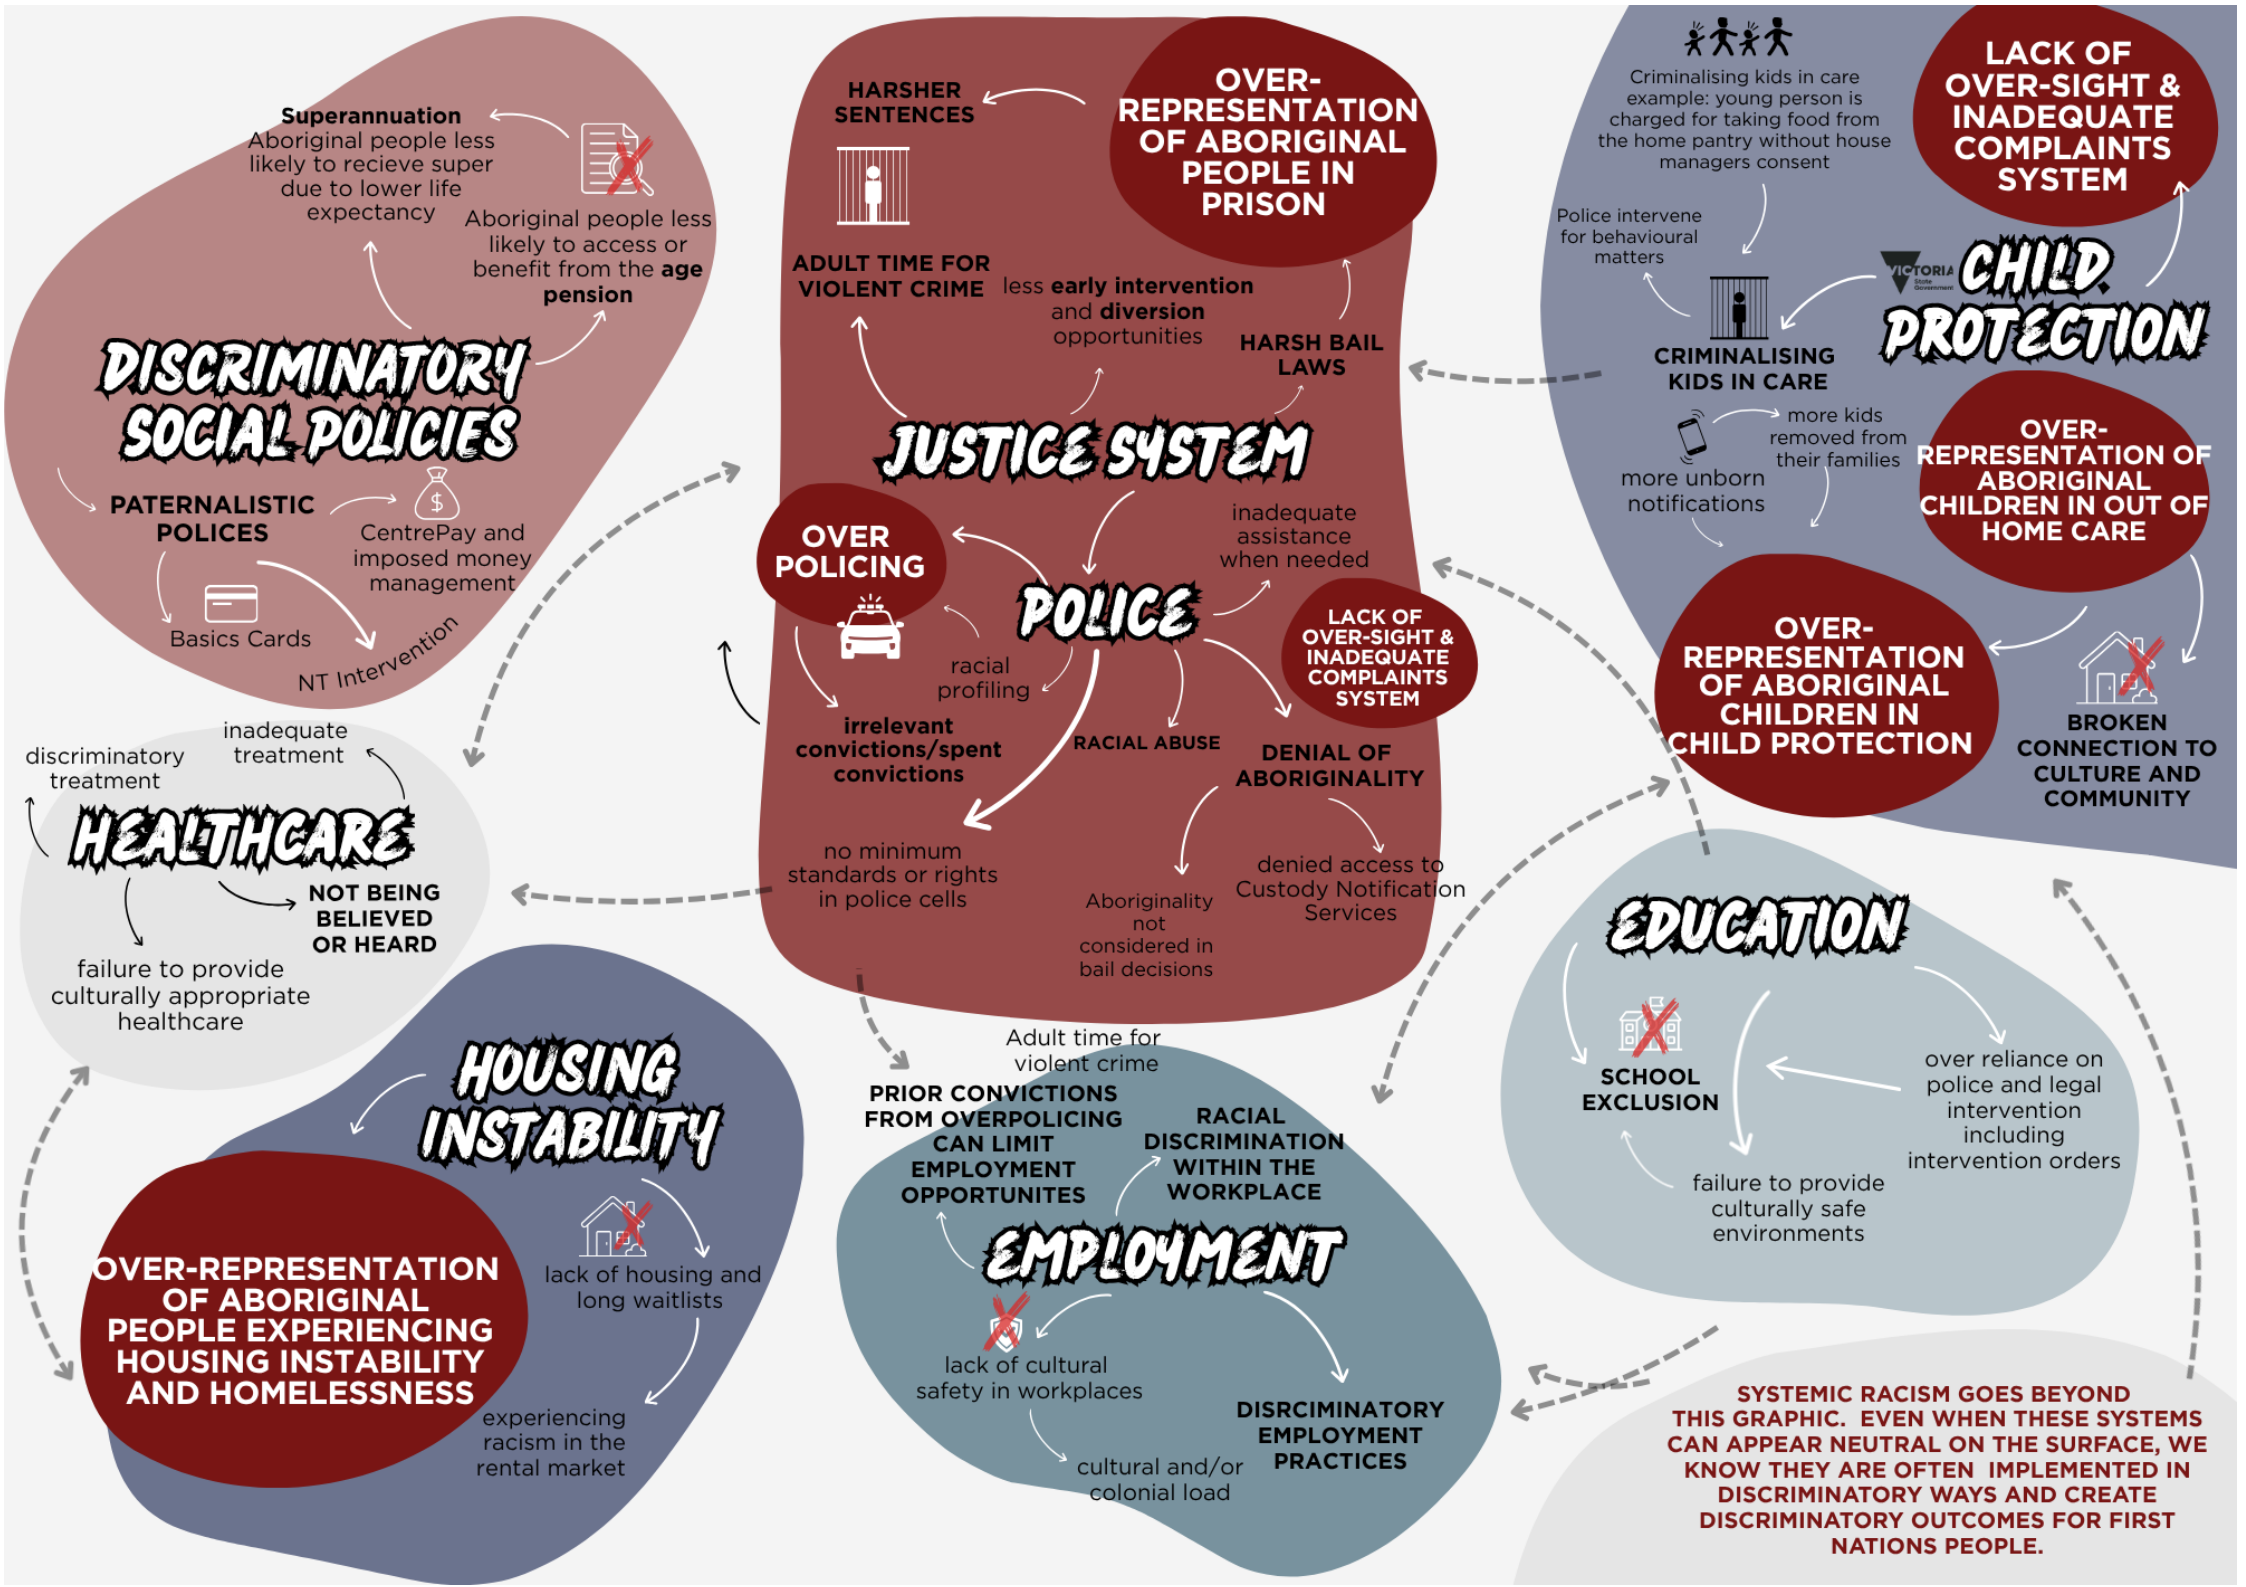 Superannuation
Aboriginal people less
likely to recieve super
due to lower life
expectancy
Aboriginal people less
likely to access or
benefit from the age
pension
DISCRIMINATORY
SOCIAL POLICIES
PATERNALISTIC
POLICES
CentrePay and
imposed money
management
$
Basics Cards
NT Intervention
HARSHER
SENTENCES
OVER-
REPRESENTATION
OF ABORIGINAL
PEOPLE IN
PRISON
ADULT TIME FOR
VIOLENT CRIME
less early intervention
and diversion
opportunities
HARSH BAIL
LAWS
JUSTICE SYSTEM
OVER
POLICING
inadequate
assistance
when needed
POLICE
LACK OF
OVER-SIGHT &
INADEQUATE
COMPLAINTS
SYSTEM
racial
profiling
irrelevant
convictions/spent
convictions
RACIAL ABUSE
DENIAL OF
ABORIGINALITY
no minimum
standards or rights
in police cells
Aboriginality
not
considered in
bail decisions
denied access to
Custody Notification
Services
Criminalising kids in care
example: young person is
charged for taking food from
the home pantry without house
managers consent
LACK OF
OVER-SIGHT &
INADEQUATE
COMPLAINTS
SYSTEM
Police intervene
for behavioural
matters
VICTORIA
State
Government
CHILD
PROTECTION
CRIMINALISING
KIDS IN CARE
more kids
removed from
their families
more unborn
notifications
OVER-
REPRESENTATION OF
ABORIGINAL
CHILDREN IN OUT OF
HOME CARE
OVER-
REPRESENTATION
OF ABORIGINAL
CHILDREN IN
CHILD PROTECTION
BROKEN
CONNECTION TO
CULTURE AND
COMMUNITY
inadequate
treatment
discriminatory
treatment
HEALTHCARE
NOT BEING
BELIEVED
OR HEARD
failure to provide
culturally appropriate
healthcare
HOUSING
INSTABILITY
OVER-REPRESENTATION
OF ABORIGINAL
PEOPLE EXPERIENCING
HOUSING INSTABILITY
AND HOMELESSNESS
lack of housing and
long waitlists
experiencing
racism in the
rental market
Adult time for
violent crime
PRIOR CONVICTIONS
FROM OVERPOLICING
CAN LIMIT
EMPLOYMENT
OPPORTUNITES
RACIAL
DISCRIMINATION
WITHIN THE
WORKPLACE
EMPLOYMENT
lack of cultural
safety in workplaces
cultural and/or
colonial load
DISRCIMINATORY
EMPLOYMENT
PRACTICES
EDUCATION
SCHOOL
EXCLUSION
over reliance on
police and legal
intervention
including
intervention orders
failure to provide
culturally safe
environments
SYSTEMIC RACISM GOES BEYOND
THIS GRAPHIC. EVEN WHEN THESE SYSTEMS
CAN APPEAR NEUTRAL ON THE SURFACE, WE
KNOW THEY ARE OFTEN IMPLEMENTED IN
DISCRIMINATORY WAYS AND CREATE
DISCRIMINATORY OUTCOMES FOR FIRST
NATIONS PEOPLE.